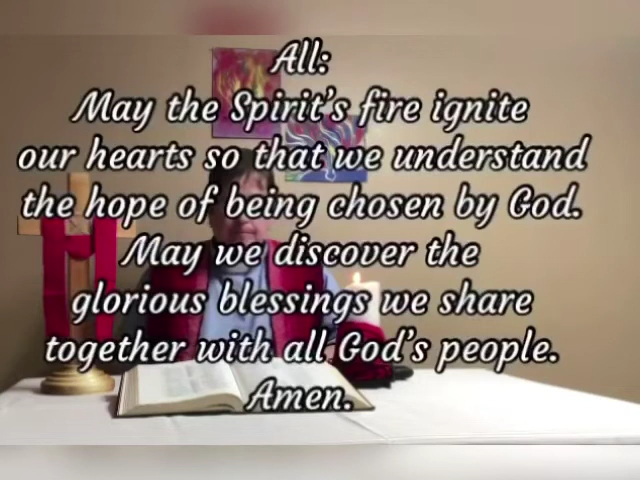 All:
May the Spirit's fire ignite
our hearts so that we understand
the hope of being chosen by God.
May we discover the
glorious blessings we share
together with all God's people.
Amen.